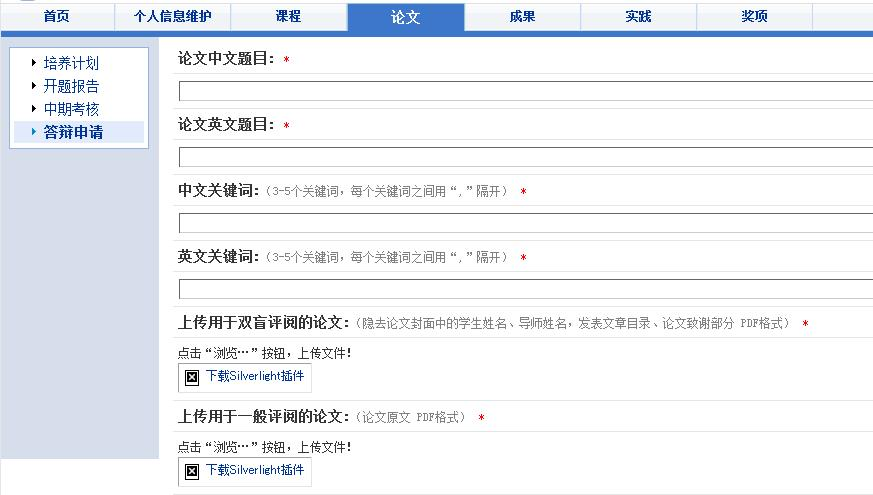 首页 个人信息维护 课程 论文 成果 实践 奖项
培养计划
开题报告
中期考核
答辩申请
论文中文题目: *
论文英文题目: *
中文关键词:(3-5个关键词,每个关键词之间用“,”隔开) *
英文关键词:(3-5个关键词,每个关键词之间用“,”隔开) *
上传用于双盲评阅的论文:(隐去论文封面中的学生姓名、导师姓名,发表文章目录、论文致谢部分 PDF格式) *
点击“浏览…”按钮,上传文件!
下载Silverlight插件
上传用于一般评阅的论文:(论文原文 PDF格式) *
点击“浏览…”按钮,上传文件!
下载Silverlight插件